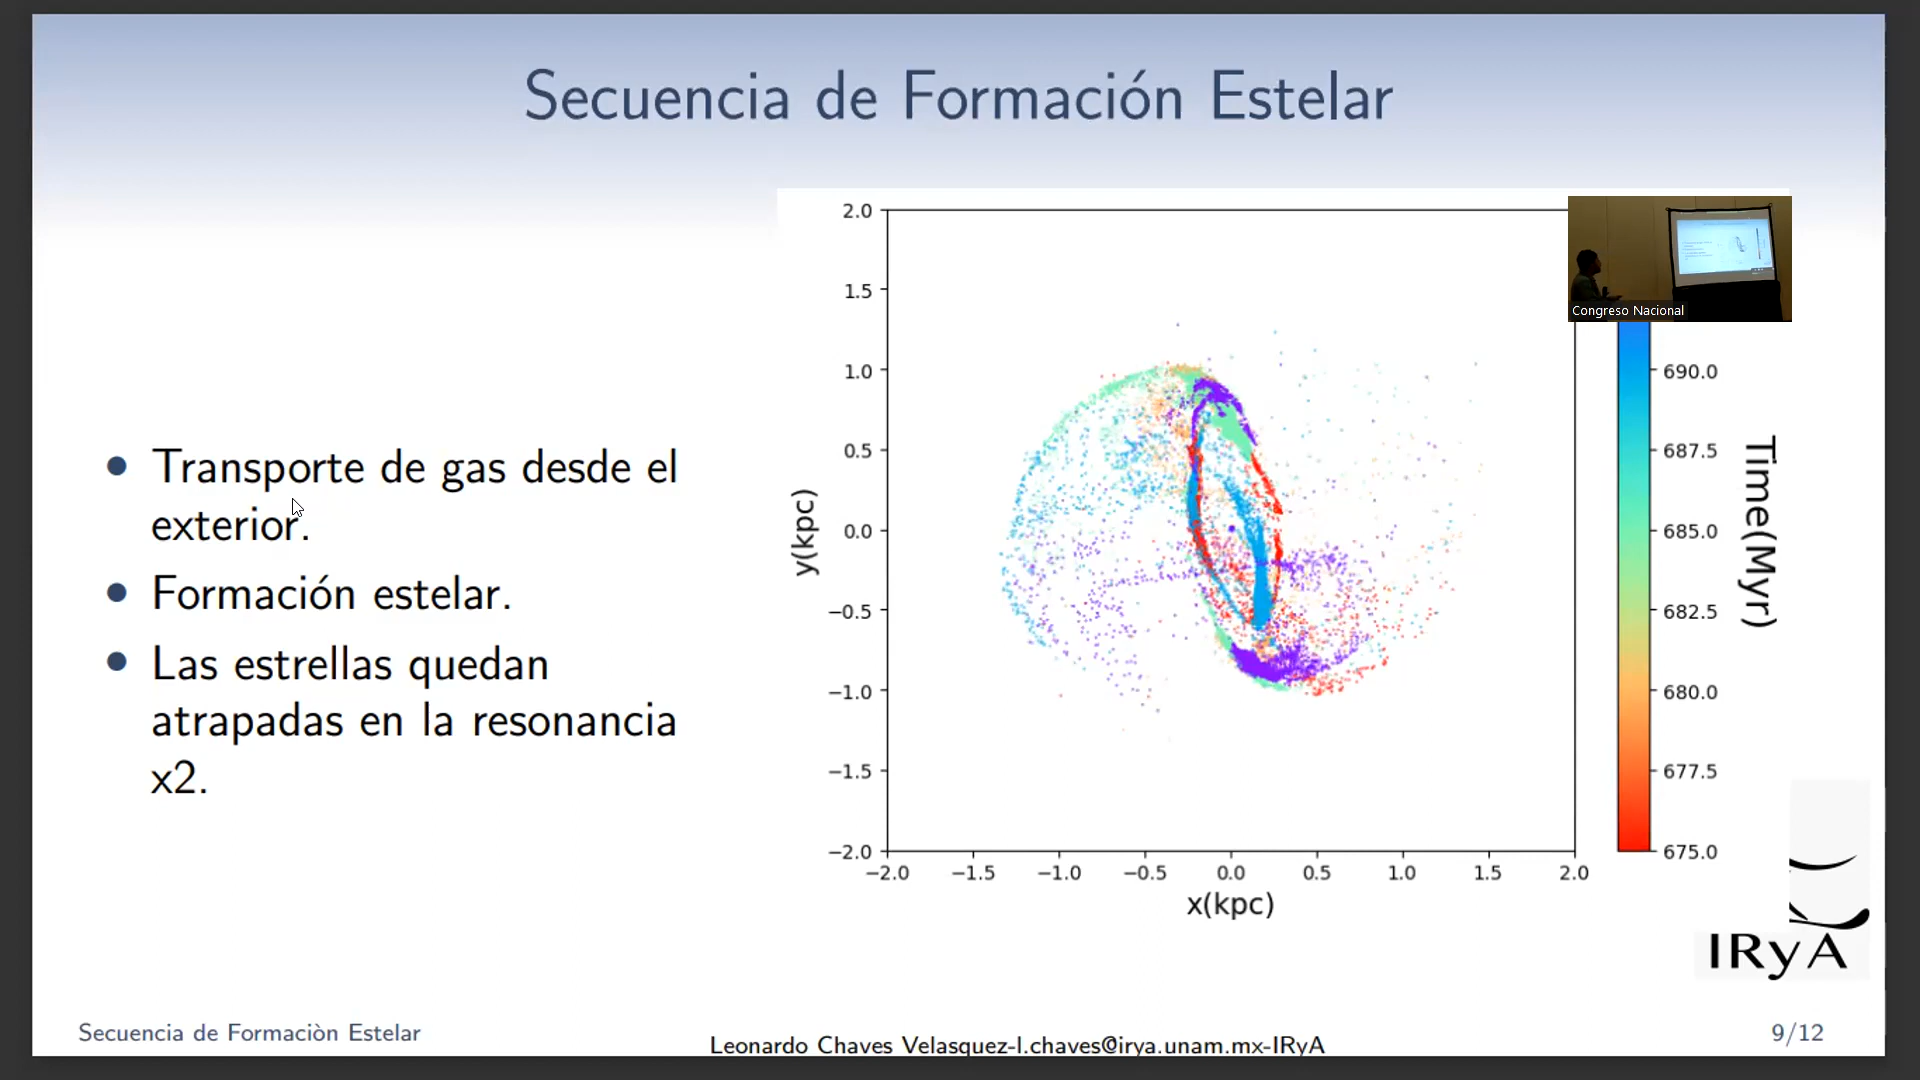 Secuencia de Formación Estelar
Transporte de gas desde el
exterior.
Formación estelar.
Las estrellas quedan
atrapadas en la resonancia
x2.
2.0
1.5
1.0
0.5
0.0
−0.5
−1.0
−1.5
−2.0
y(kpc)
−2.0 −1.5 −1.0 −0.5 0.0 0.5 1.0 1.5 2.0
x(kpc)
Congreso Nacional
690.0
687.5
685.0
682.5
680.0
677.5
675.0
Time(Myr)
IRyA
Secuencia de Formaciòn Estelar
Leonardo Chaves Velasquez-l.chaves@irya.unam.mx-IRyA
9/12